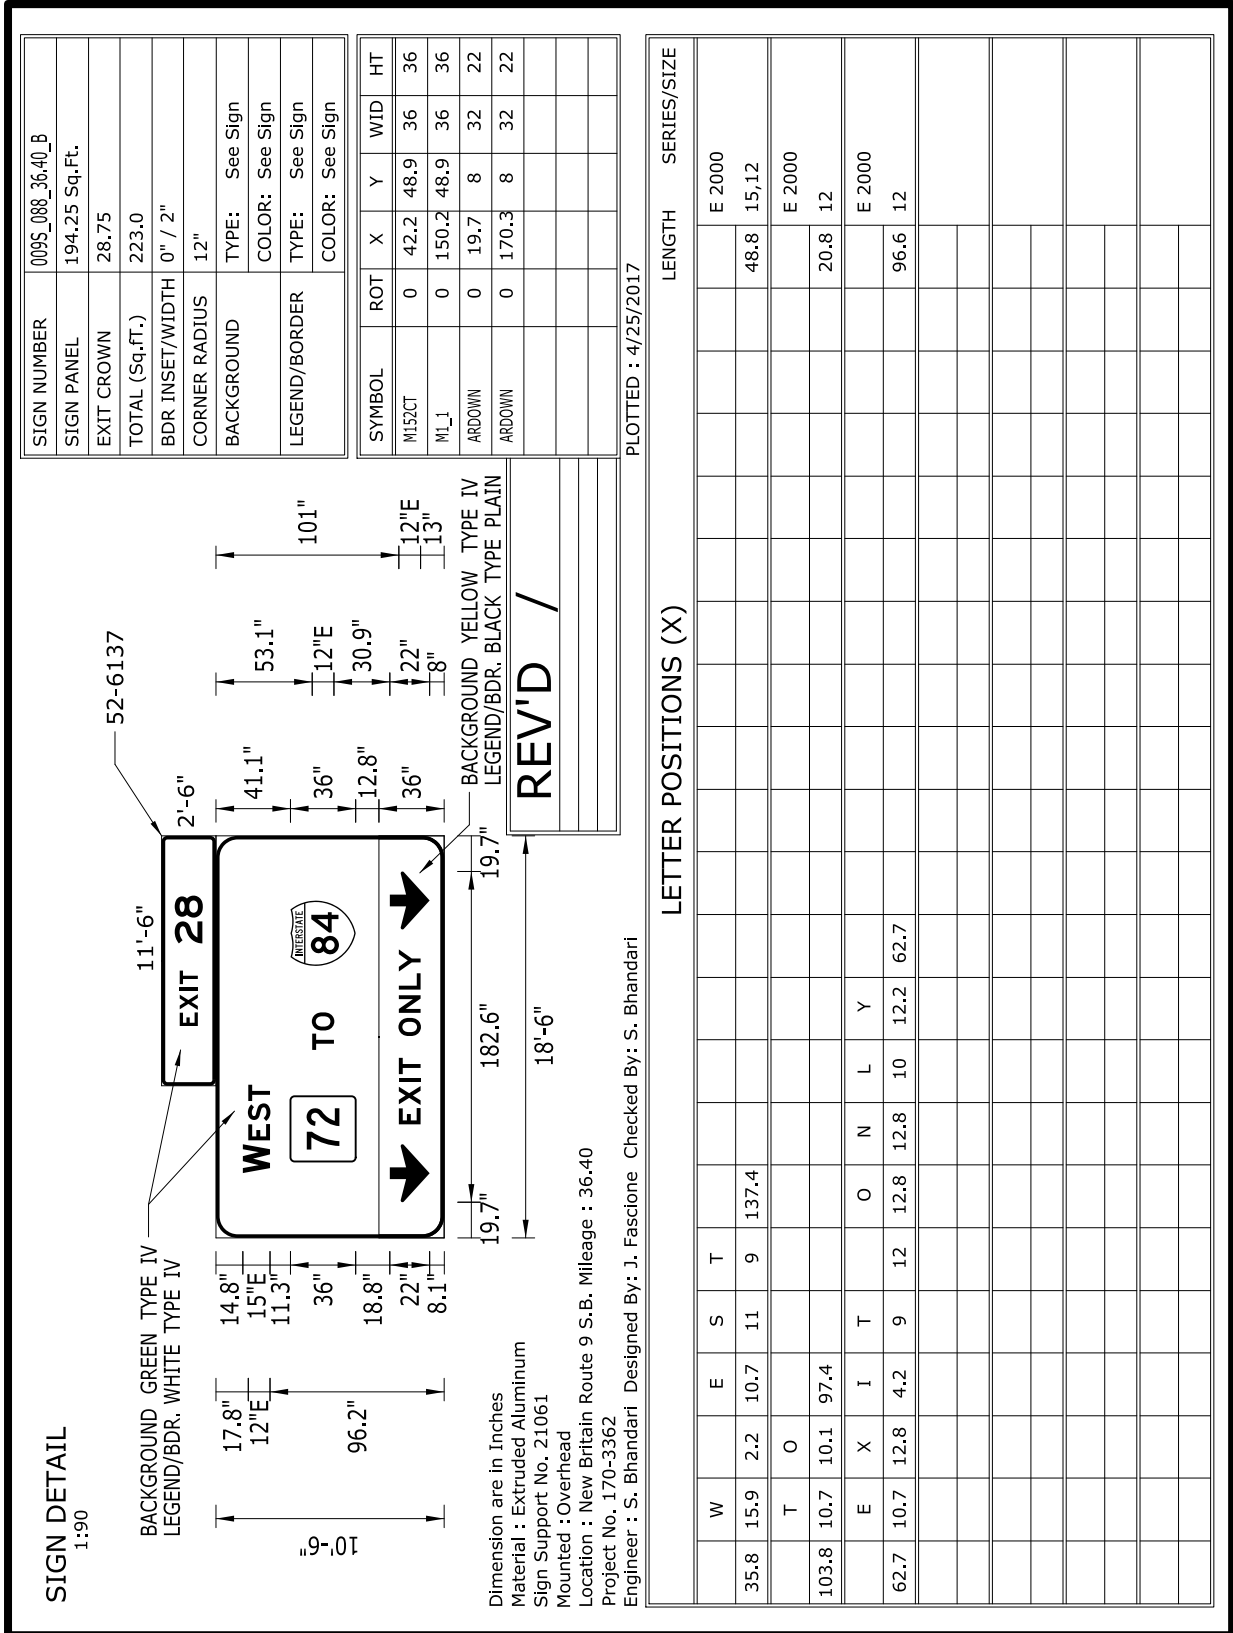 SIGN DETAIL
1:90
BACKGROUND GREEN TYPE IV
LEGEND/BDR. WHITE TYPE IV
11'-6"
2'-6"
52-6137
EXIT 28
WEST
72 TO INTERSTATE 84
EXIT ONLY
10'-6"
17.8"
12"E
96.2"
14.8"
15"E
11.3"
36"
18.8"
22"
8.1"
41.1"
36"
12.8"
36"
53.1"
12"E
30.9"
22"
8"
101"
12"E
13"
19.7" 182.6" 19.7"
18'-6"
BACKGROUND YELLOW TYPE IV
LEGEND/BDR. BLACK TYPE PLAIN
REV'D /
Dimension are in Inches
Material : Extruded Aluminum
Sign Support No. 21061
Mounted : Overhead
Location : New Britain Route 9 S.B. Mileage : 36.40
Project No. 170-3362
Engineer : S. Bhandari Designed By: J. Fascione Checked By: S. Bhandari
SIGN NUMBER 009S_088_36.40_B
SIGN PANEL 194.25 Sq.Ft.
EXIT CROWN 28.75
TOTAL (Sq.fT.) 223.0
BDR INSET/WIDTH 0" / 2"
CORNER RADIUS 12"
BACKGROUND TYPE: See Sign
COLOR: See Sign
LEGEND/BORDER TYPE: See Sign
COLOR: See Sign
SYMBOL ROT X Y WID HT
M152CT 0 42.2 48.9 36 36
M1_1 0 150.2 48.9 36 36
ARDOWN 0 19.7 8 32 22
ARDOWN 0 170.3 8 32 22
PLOTTED : 4/25/2017
LETTER POSITIONS (X) LENGTH SERIES/SIZE
W E S T E 2000
35.8 15.9 2.2 10.7 11 9 137.4 48.8 15,12
T O E 2000
103.8 10.7 10.1 97.4 20.8 12
E X I T O N L Y E 2000
62.7 10.7 12.8 4.2 9 12 12.8 12.8 10 12.2 62.7 96.6 12